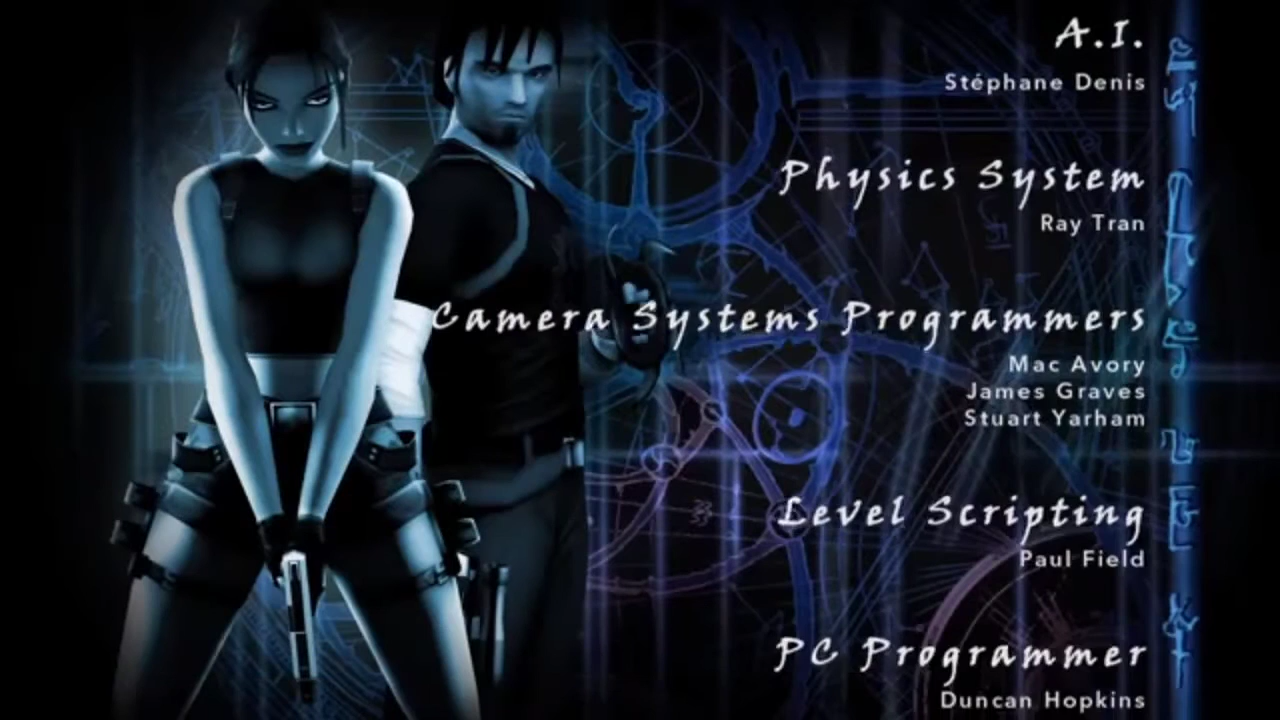 A.I.
Stéphane Denis
Physics System
Ray Tran
Camera Systems Programmers
Mac Avory
James Graves
Stuart Yarham
Level Scripting
Paul Field
PC Programmer
Duncan Hopkins